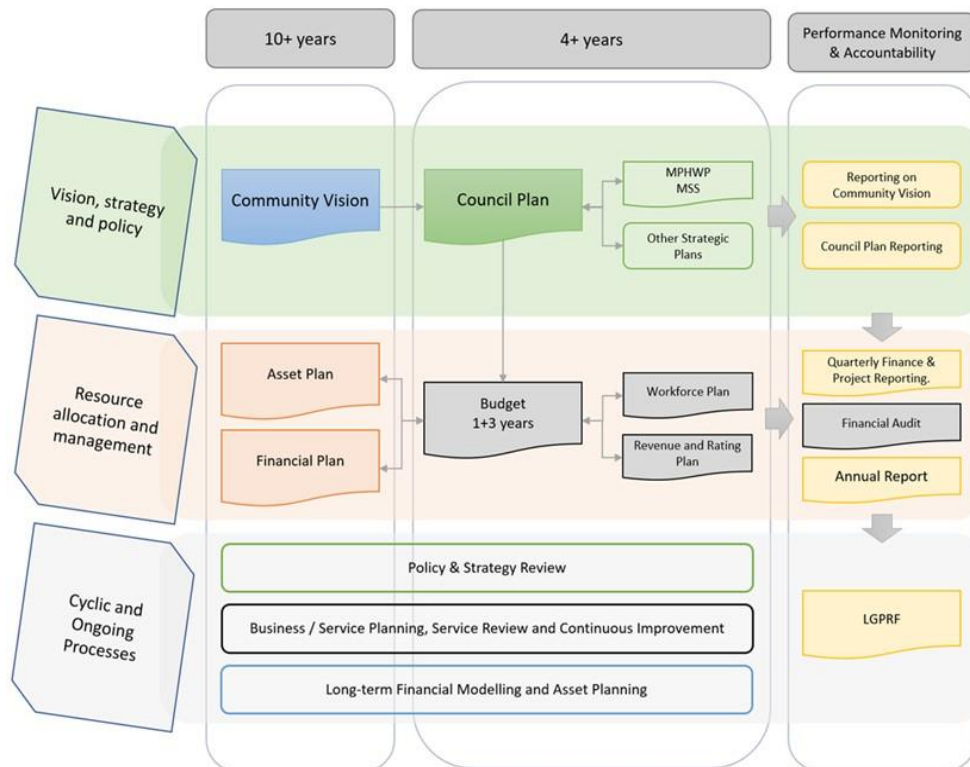 10+ years
4+ years
Performance Monitoring
& Accountability
Vision, strategy
and policy
Community Vision
Council Plan
MPHWP
MSS
Other Strategic
Plans
Reporting on
Community Vision
Council Plan Reporting
Resource
allocation and
management
Asset Plan
Financial Plan
Budget
1+3 years
Workforce Plan
Revenue and Rating
Plan
Quarterly Finance &
Project Reporting.
Financial Audit
Annual Report
Cyclic and
Ongoing
Processes
Policy & Strategy Review
Business / Service Planning, Service Review and Continuous Improvement
Long-term Financial Modelling and Asset Planning
LGPRF